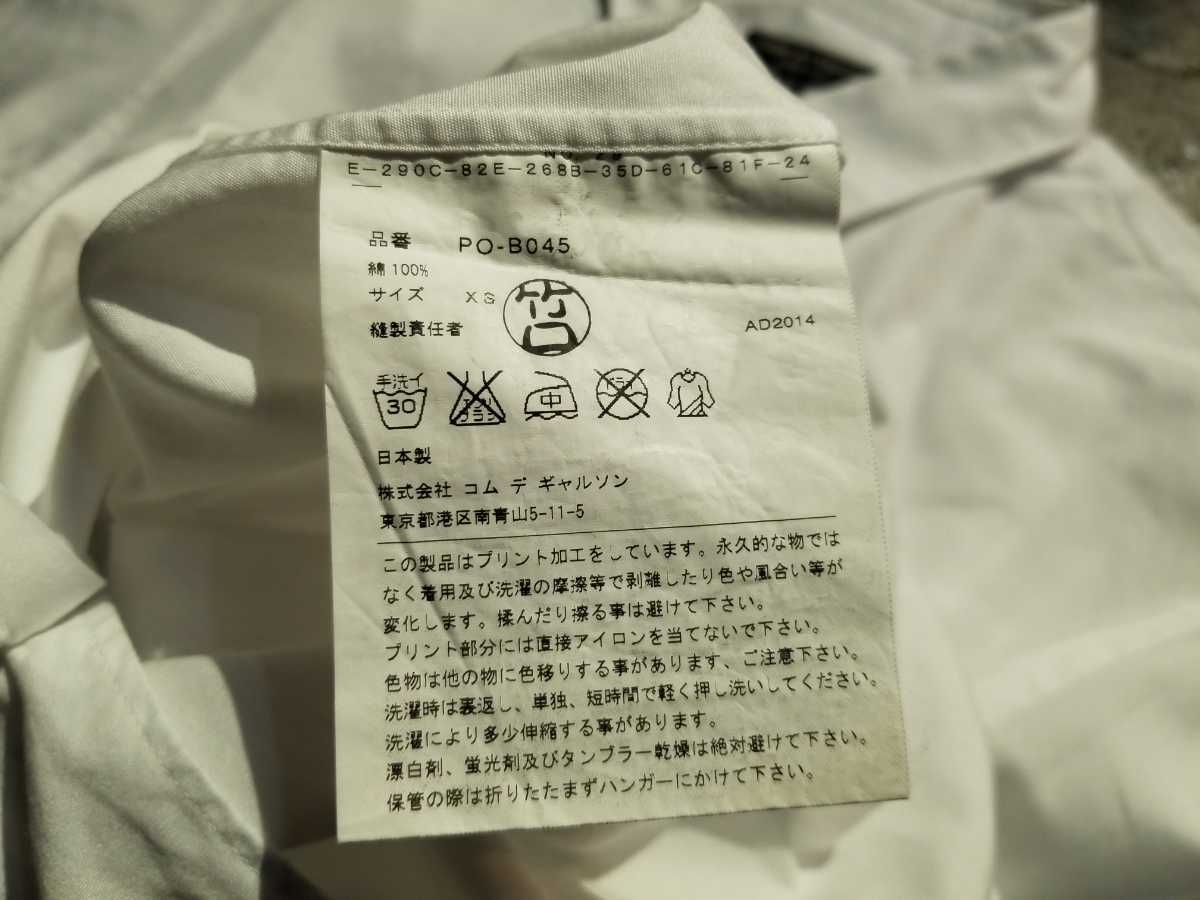 E-290C-82E-268B-35D-61C-81F-24
品番 PO-B045
綿 100%
サイズ XS
竹口
縫製責任者
AD2014
手洗イ
30
エンソ
サラシ
中
ドライ
日本製
株式会社 コム デ ギャルソン
東京都港区南青山5-11-5
この製品はプリント加工をしています。永久的な物では
なく着用及び洗濯の摩擦等で剥離したり色や風合い等が
変化します。揉んだり擦る事は避けて下さい。
プリント部分には直接アイロンを当てないで下さい。
色物は他の物に色移りする事があります、ご注意下さい。
洗濯時は裏返し、単独、短時間で軽く押し洗いしてください。
洗濯により多少伸縮する事があります。
漂白剤、蛍光剤及びタンブラー乾燥は絶対避けて下さい。
保管の際は折りたたまずハンガーにかけて下さい。